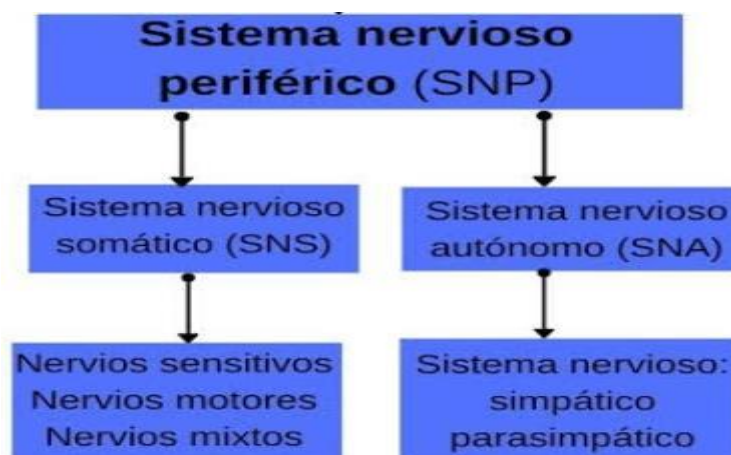 Sistema nervioso
periférico (SNP)
Sistema nervioso
somático (SNS)
Sistema nervioso
autónomo (SNA)
Nervios sensitivos
Nervios motores
Nervios mixtos
Sistema nervioso:
simpático
parasimpático